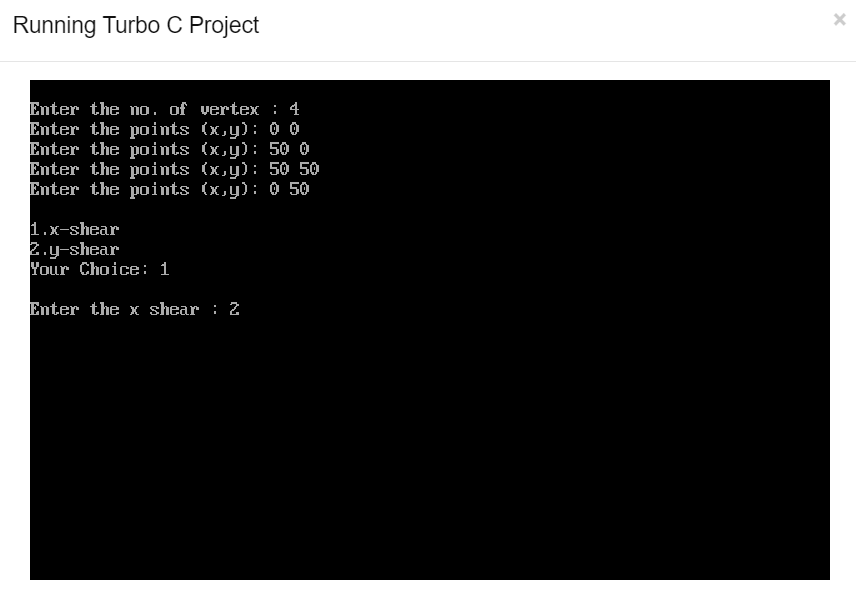 Running Turbo C Project
×
Enter the no. of vertex : 4
Enter the points (x,y): 0 0
Enter the points (x,y): 50 0
Enter the points (x,y): 50 50
Enter the points (x,y): 0 50
1.x-shear
2.y-shear
Your Choice: 1
Enter the x shear : 2